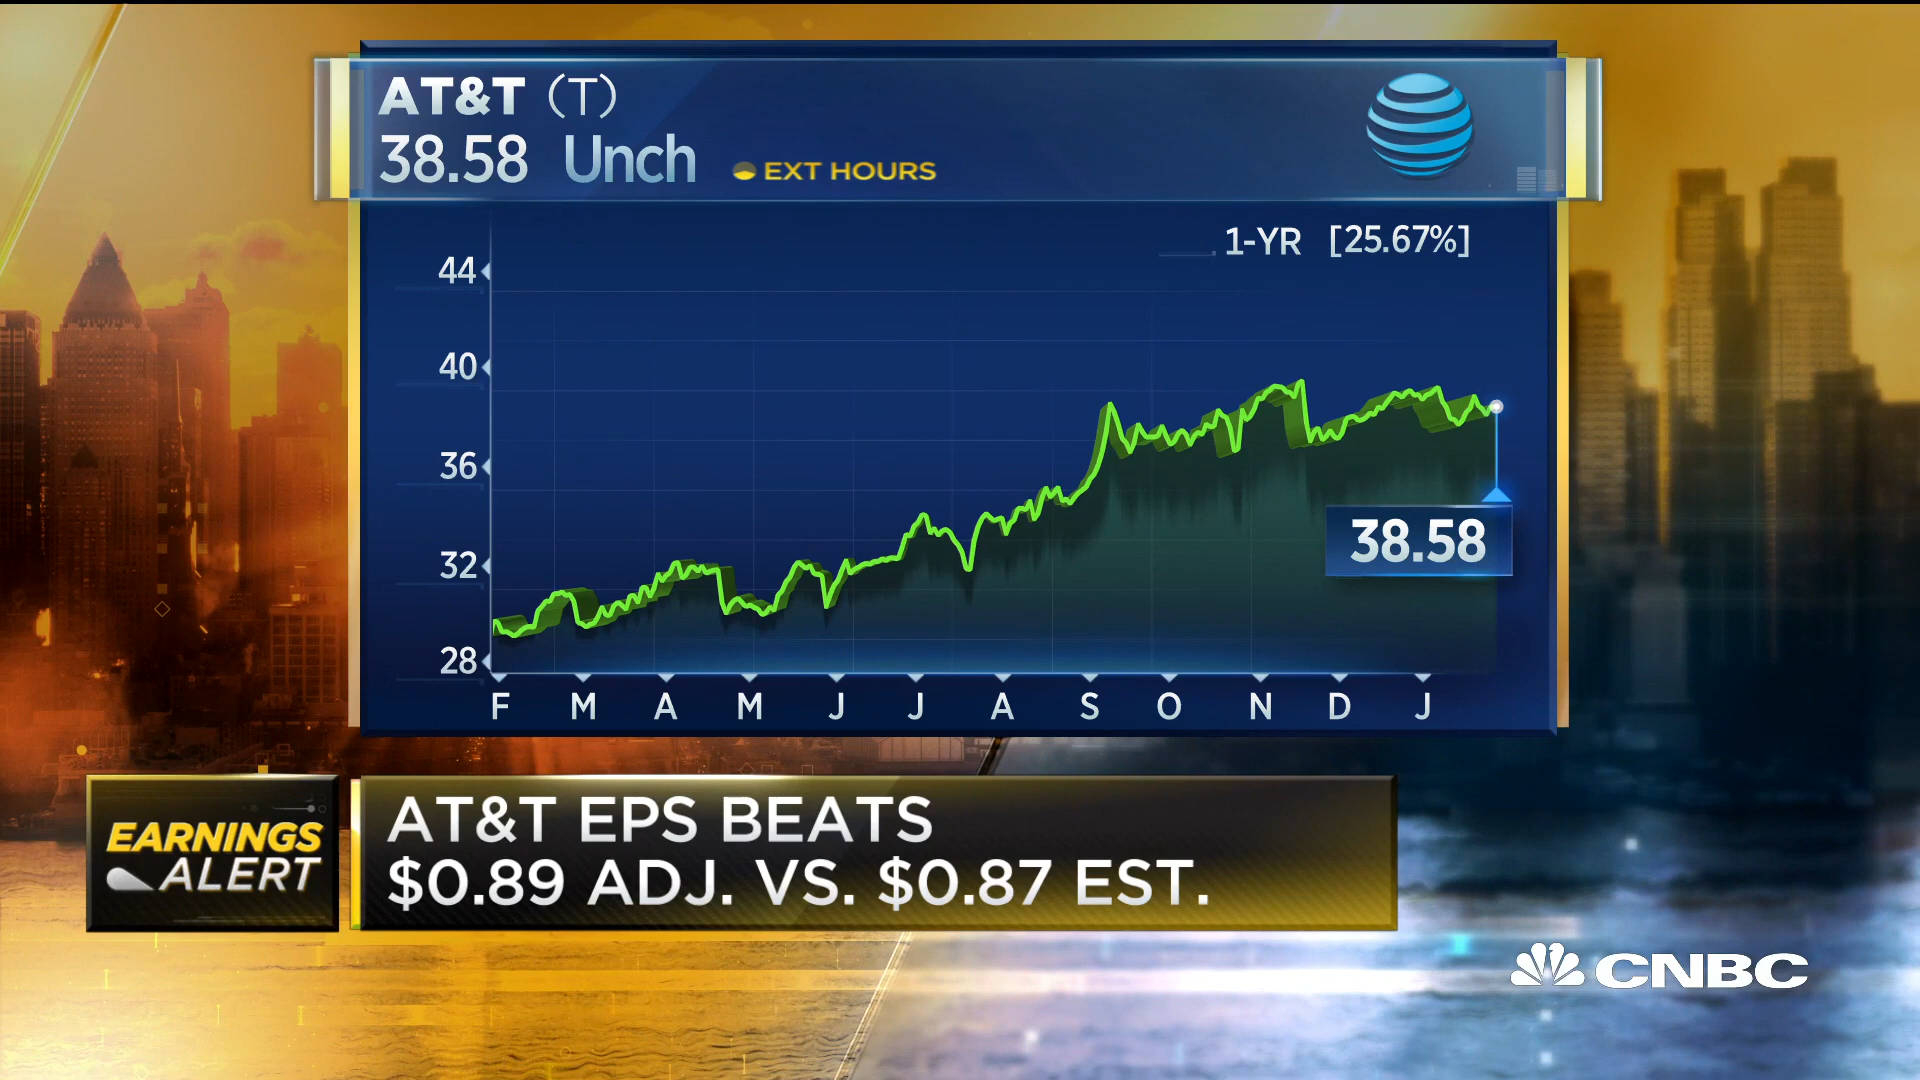 AT&T (T)
38.58 Unch EXT HOURS
1-YR [25.67%]
44
40
36
32
28
F M A M J J A S O N D J
38.58
EARNINGS
ALERT
AT&T EPS BEATS
$0.89 ADJ. VS. $0.87 EST.
CNBC